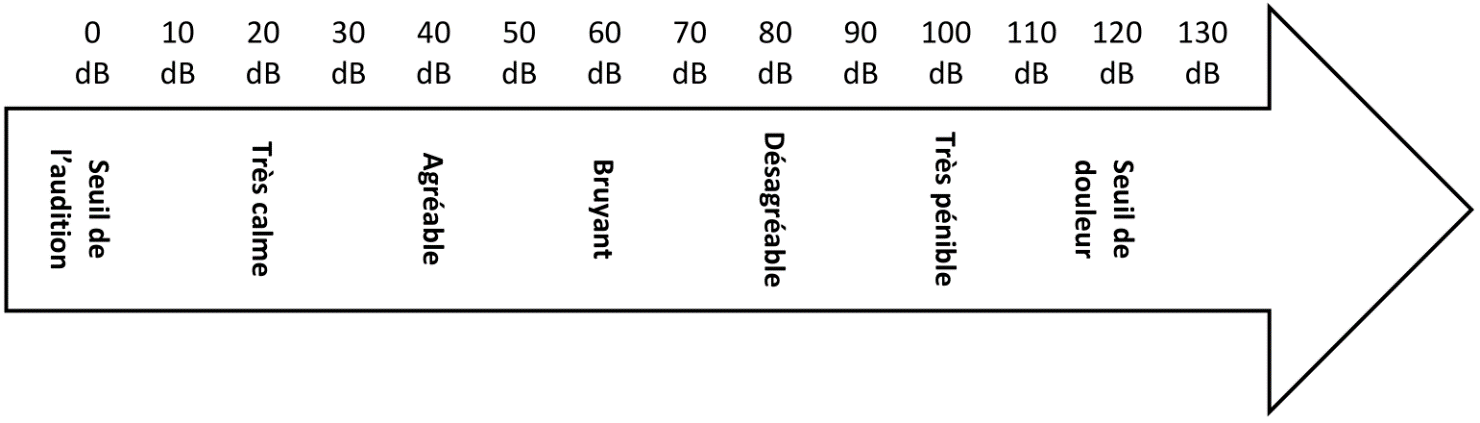 0 10 20 30 40 50 60 70 80 90 100 110 120 130
dB dB dB dB dB dB dB dB dB dB dB dB dB dB
Seuil de
l’audition
Très calme
Agréable
Bruyant
Désagréable
Très pénible
Seuil de
douleur